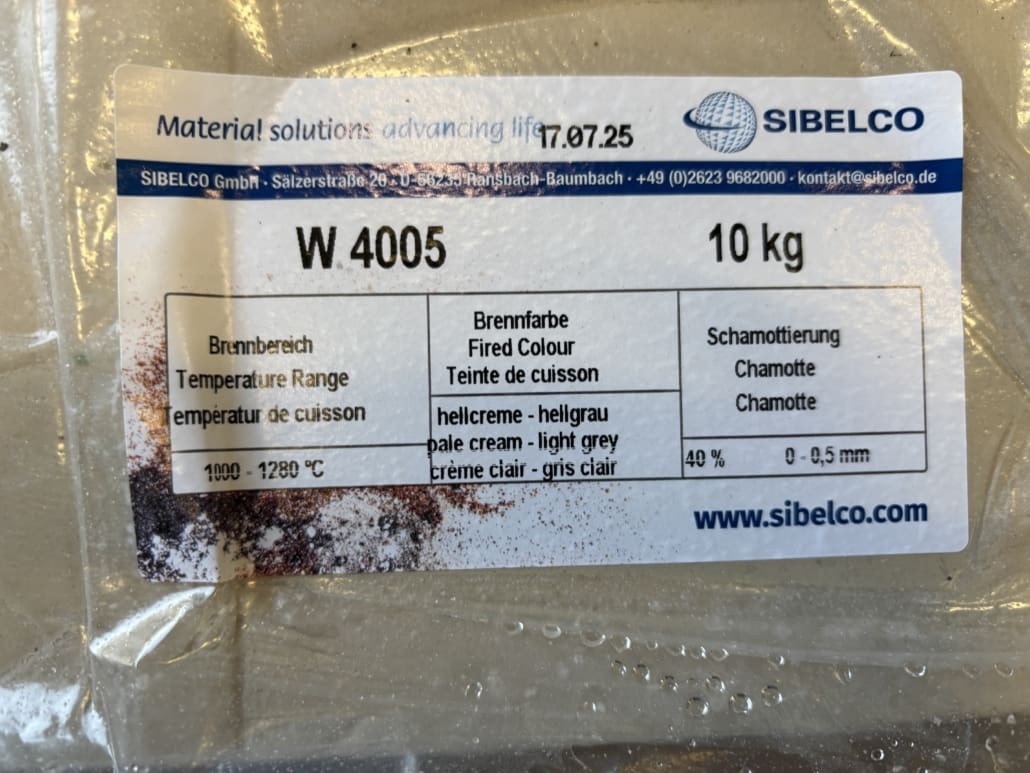 Material solutions advancing life
17.07.25
SIBELCO
SIBELCO GmbH · Sälzerstraße 20 · D-56235 Ransbach-Baumbach · +49 (0)2623 9682000 · kontakt@sibelco.de
W 4005
10 kg
Brennbereich
Temperature Range
Températur de cuisson
1000 - 1280 °C
Brennfarbe
Fired Colour
Teinte de cuisson
hellcreme - hellgrau
pale cream - light grey
crème clair - gris clair
Schamottierung
Chamotte
Chamotte
40 % 0 - 0,5 mm
www.sibelco.com